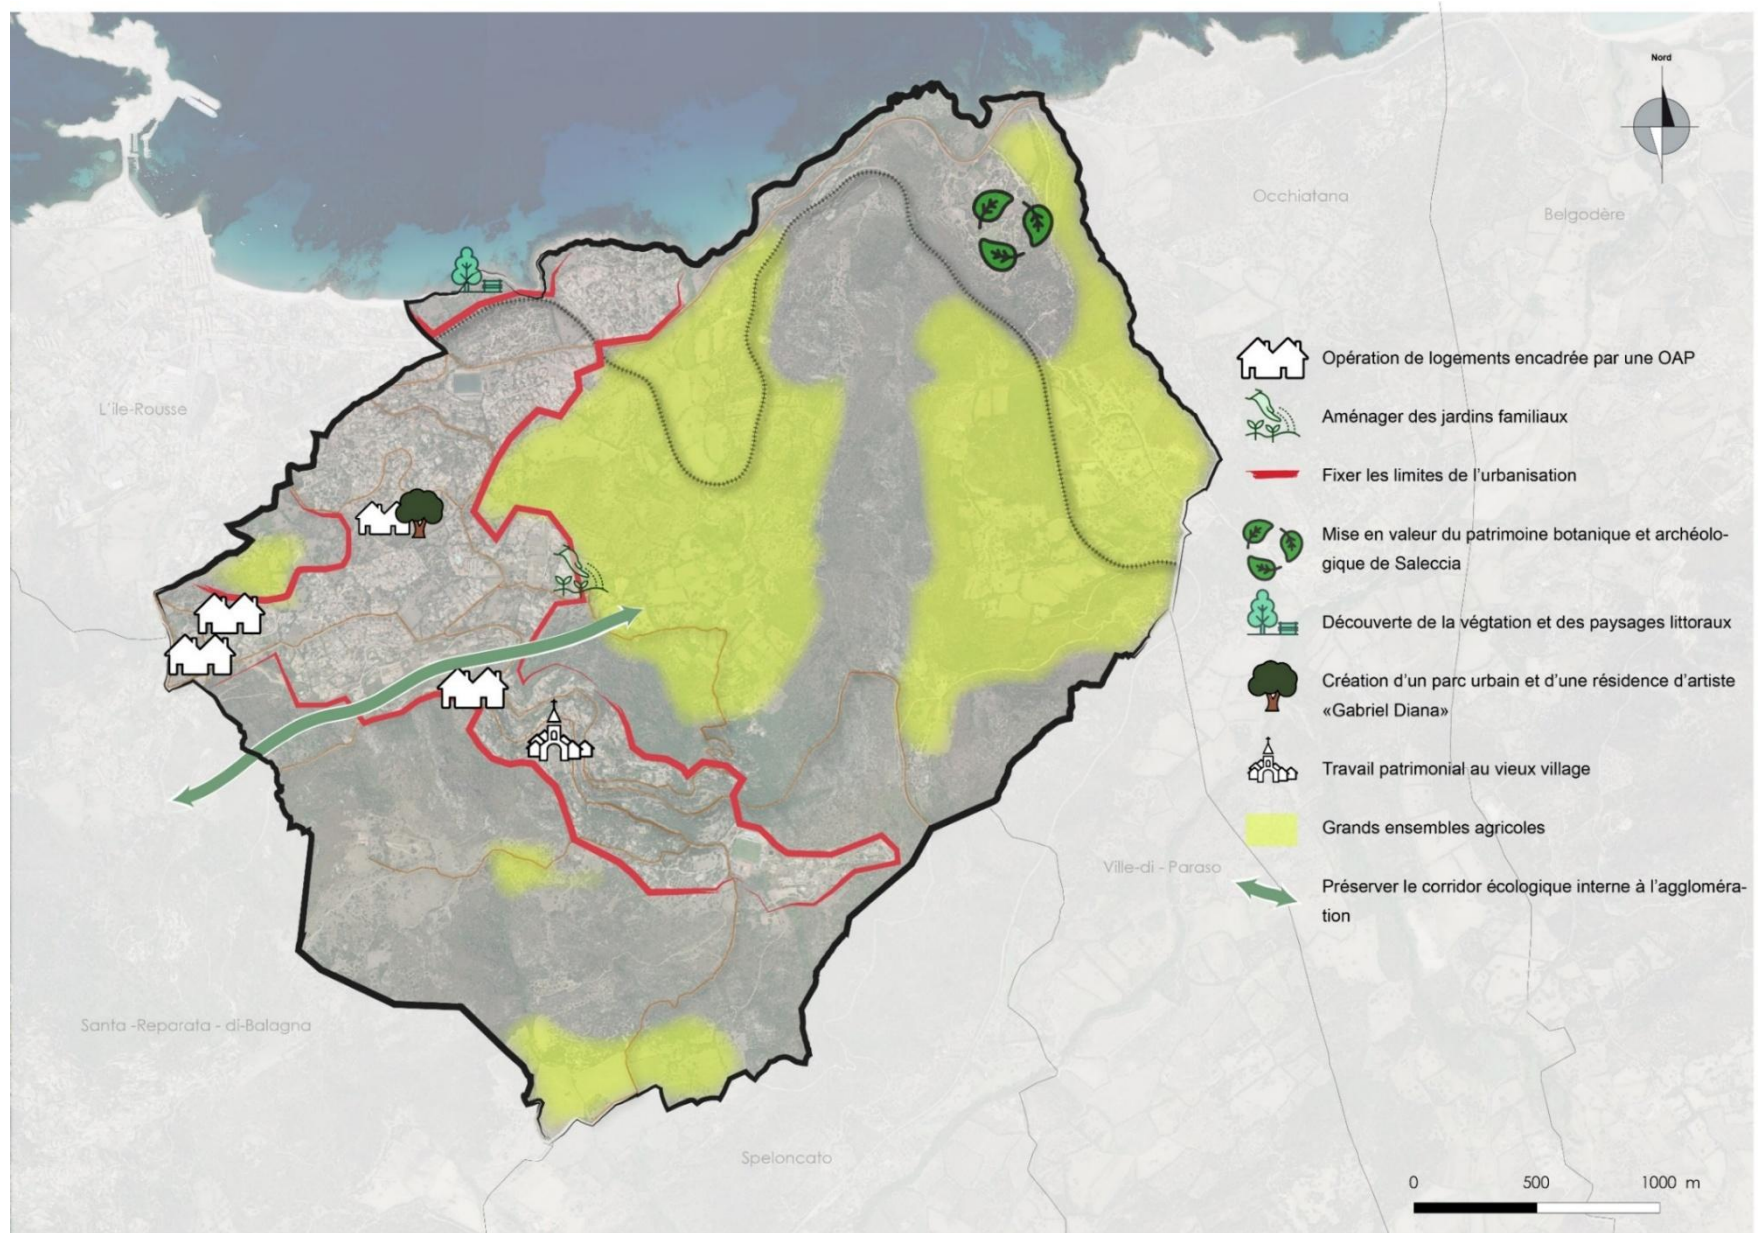 Nord
Occhiatana
Belgodère
L'ile-Rousse
Opération de logements encadrée par une OAP
Aménager des jardins familiaux
Fixer les limites de l'urbanisation
Mise en valeur du patrimoine botanique et archéolo-
gique de Saleccia
Découverte de la végtation et des paysages littoraux
Création d'un parc urbain et d'une résidence d'artiste
«Gabriel Diana»
Travail patrimonial au vieux village
Grands ensembles agricoles
Ville-di - Paraso
Préserver le corridor écologique interne à l'aggloméra-
tion
Santa -Reparata - di-Balagna
Speloncato
0 500 1000 m